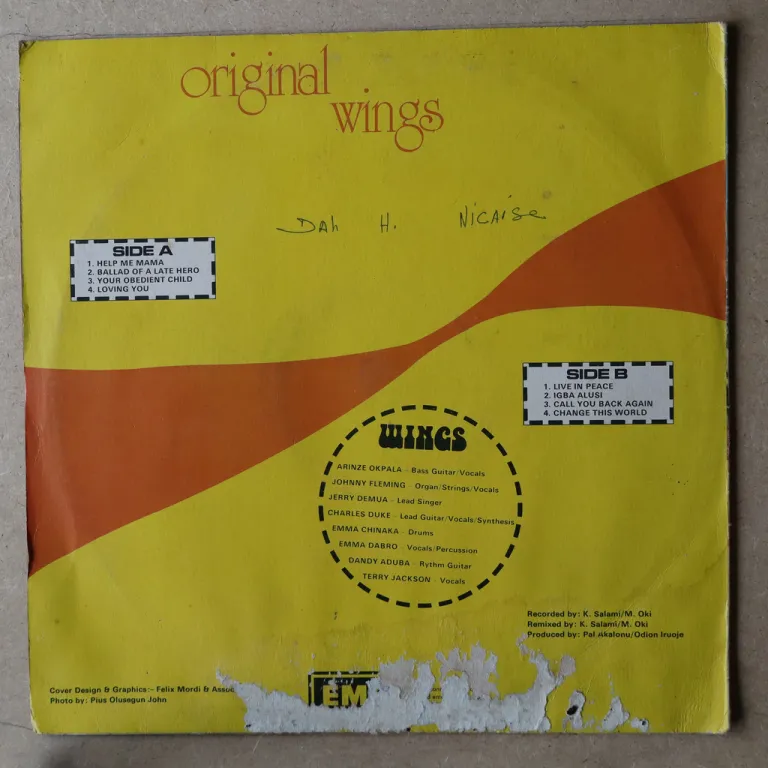 original
wings
Dah H. Nicaise
SIDE A
1. HELP ME MAMA
2. BALLAD OF A LATE HERO
3. YOUR OBEDIENT CHILD
4. LOVING YOU
SIDE B
1. LIVE IN PEACE
2. IGBA ALUSI
3. CALL YOU BACK AGAIN
4. CHANGE THIS WORLD
WINGS
ARINZE OKPALA - Bass Guitar/Vocals
JOHNNY FLEMING - Organ/Strings/Vocals
JERRY DEMUA - Lead Singer
CHARLES DUKE - Lead Guitar/Vocals/Synthesis
EMMA CHINAKA - Drums
EMMA DABRO - Vocals/Percussion
DANDY ADUBA - Rythm Guitar
TERRY JACKSON - Vocals
Recorded by: K. Salami/M. Oki
Remixed by: K. Salami/M. Oki
Produced by: Pal /Odion Iruoje
Cover Design & Graphics:- Felix Mordi & Assoc
Photo by: Pius Olusegun John
EM